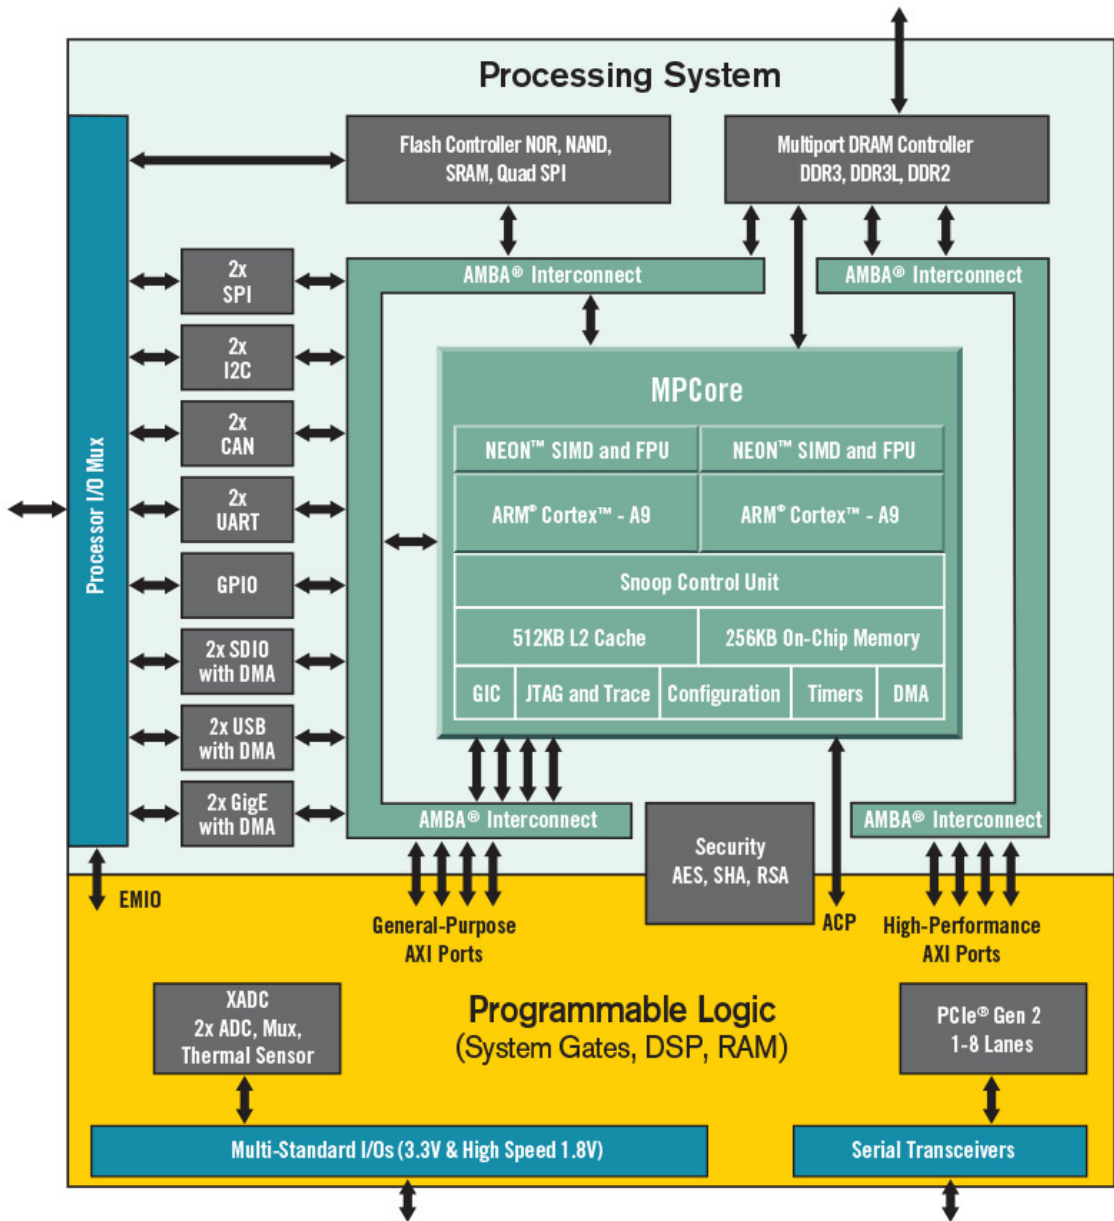 Processing System
Flash Controller NOR, NAND,
SRAM, Quad SPI
Multiport DRAM Controller
DDR3, DDR3L, DDR2
AMBA® Interconnect
AMBA® Interconnect
Processor I/O Mux
2x
SPI
2x
I2C
2x
CAN
2x
UART
GPIO
2x SDIO
with DMA
2x USB
with DMA
2x GigE
with DMA
MPCore
NEON™ SIMD and FPU
NEON™ SIMD and FPU
ARM® Cortex™ - A9
ARM® Cortex™ - A9
Snoop Control Unit
512KB L2 Cache
256KB On-Chip Memory
GIC
JTAG and Trace
Configuration
Timers
DMA
AMBA® Interconnect
AMBA® Interconnect
Security
AES, SHA, RSA
EMIO
General-Purpose
AXI Ports
ACP
High-Performance
AXI Ports
XADC
2x ADC, Mux,
Thermal Sensor
Programmable Logic
(System Gates, DSP, RAM)
PCIe® Gen 2
1-8 Lanes
Multi-Standard I/Os (3.3V & High Speed 1.8V)
Serial Transceivers